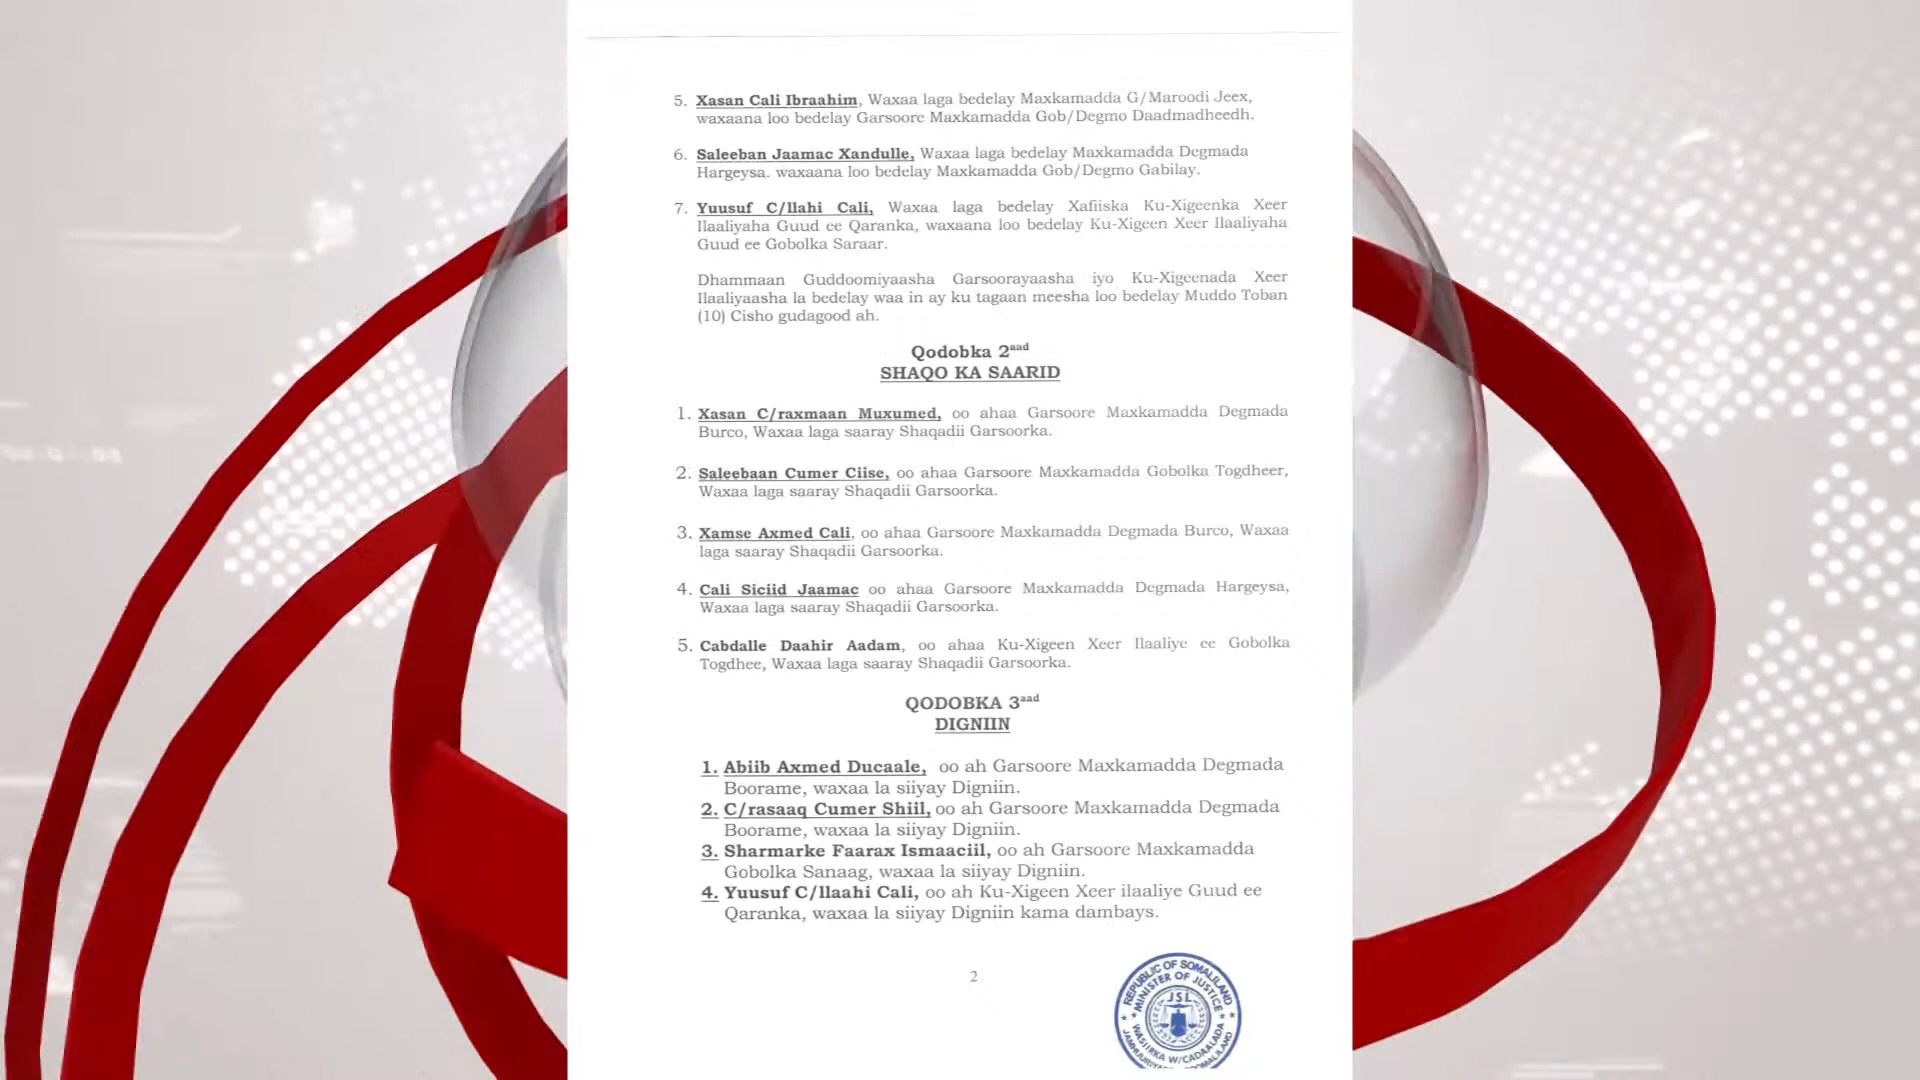 5. Xasan Cali Ibraahim, Waxaa laga bedelay Maxkamadda G/Maroodi Jeex,
waxaana loo bedelay Garsoore Maxkamadda Gob/Degmo Daadmadheedh.
6. Saleeban Jaamac Xandulle, Waxaa laga bedelay Maxkamadda Degmada
Hargeysa. waxaana loo bedelay Maxkamadda Gob/Degmo Gabilay.
7. Yuusuf C/llahi Cali, Waxaa laga bedelay Xafiiska Ku-Xigeenka Xeer
Ilaaliyaha Guud ee Qaranka, waxaana loo bedelay Ku-Xigeen Xeer Ilaaliyaha
Guud ee Gobolka Saraar.
Dhammaan Guddoomiyaasha Garsoorayaasha iyo Ku-Xigeenada Xeer
Ilaaliyaasha la bedelay waa in ay ku tagaan meesha loo bedelay Muddo Toban
(10) Cisho gudagood ah.
Qodobka 2aad
SHAQO KA SAARID
1. Xasan C/raxmaan Muxumed, oo ahaa Garsoore Maxkamadda Degmada
Burco, Waxaa laga saaray Shaqadii Garsoorka.
2. Saleebaan Cumer Ciise, oo ahaa Garsoore Maxkamadda Gobolka Togdheer,
Waxaa laga saaray Shaqadii Garsoorka.
3. Xamse Axmed Cali, oo ahaa Garsoore Maxkamadda Degmada Burco, Waxaa
laga saaray Shaqadii Garsoorka.
4. Cali Siciid Jaamac oo ahaa Garsoore Maxkamadda Degmada Hargeysa,
Waxaa laga saaray Shaqadii Garsoorka.
5. Cabdalle Daahir Aadam, oo ahaa Ku-Xigeen Xeer Ilaaliye ee Gobolka
Togdhee, Waxaa laga saaray Shaqadii Garsoorka.
QODOBKA 3aad
DIGNIIN
1. Abiib Axmed Ducaale, oo ah Garsoore Maxkamadda Degmada
Boorame, waxaa la siiyay Digniin.
2. C/rasaaq Cumer Shiil, oo ah Garsoore Maxkamadda Degmada
Boorame, waxaa la siiyay Digniin.
3. Sharmarke Faarax Ismaaciil, oo ah Garsoore Maxkamadda
Gobolka Sanaag, waxaa la siiyay Digniin.
4. Yuusuf C/llaahi Cali, oo ah Ku-Xigeen Xeer ilaaliye Guud ee
Qaranka, waxaa la siiyay Digniin kama dambays.
2
REPUBLIC OF SOMALILAND
MINISTER OF JUSTICE
JSL
WASIIRKA W/CADAALADA